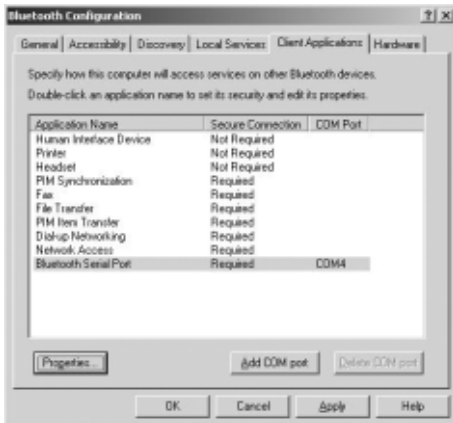 Bluetooth Configuration
General Accessibility Discovery Local Services Client Applications Hardware
Specify how this computer will access services on other Bluetooth devices.
Double-click an application name to set its security and edit its properties.
Application Name Secure Connection COM Port
Human Interface Device Not Required
Printer Not Required
Headset Not Required
PIM Synchronization Required
Fax Required
File Transfer Required
PIM Item Transfer Required
Dial-up Networking Required
Network Access Required
Bluetooth Serial Port Required COM4
Properties... Add COM port Delete COM port
OK Cancel Apply Help